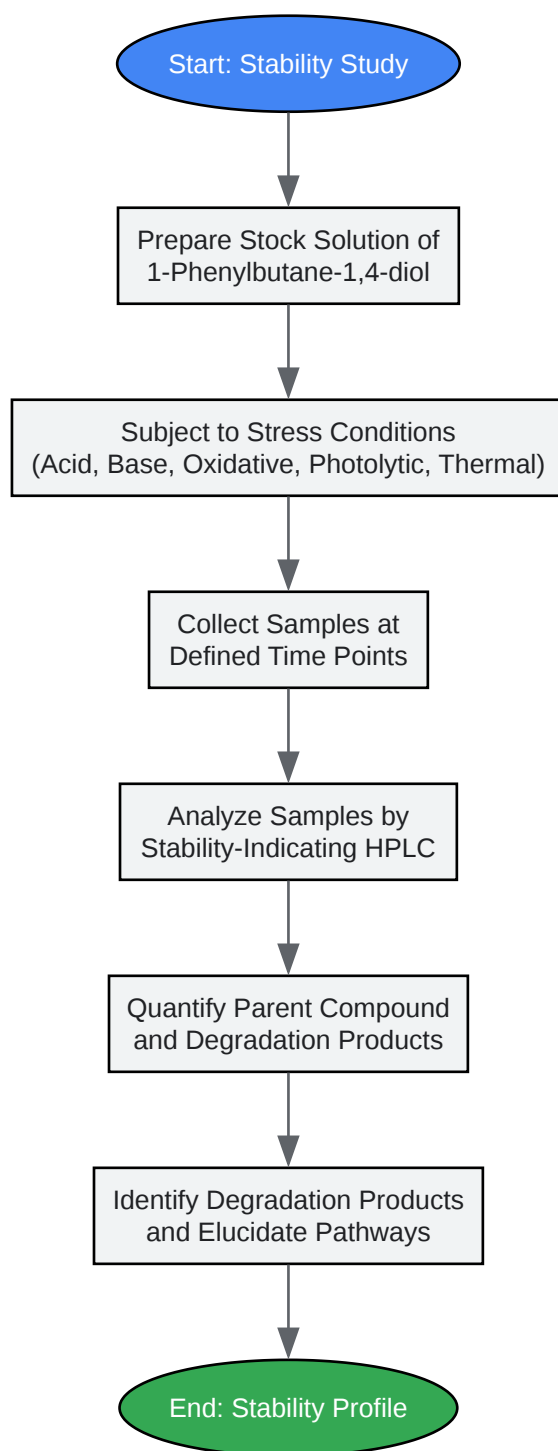 Start: Stability Study
Prepare Stock Solution of
1-Phenylbutane-1,4-diol
Subject to Stress Conditions
(Acid, Base, Oxidative, Photolytic, Thermal)
Collect Samples at
Defined Time Points
Analyze Samples by
Stability-Indicating HPLC
Quantify Parent Compound
and Degradation Products
Identify Degradation Products
and Elucidate Pathways
End: Stability Profile